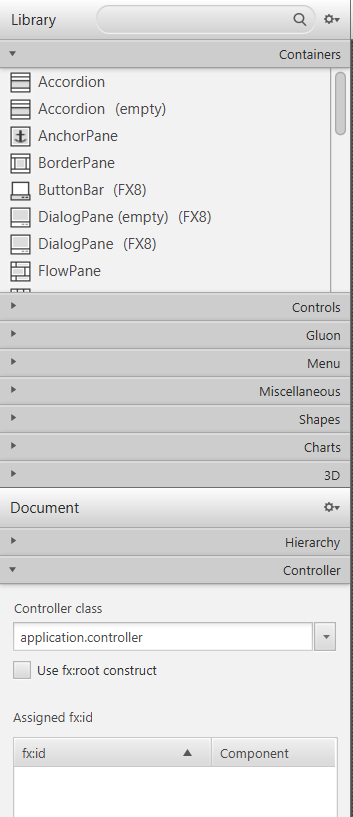 Library
Containers
Accordion
Accordion (empty)
AnchorPane
BorderPane
ButtonBar (FX8)
DialogPane (empty) (FX8)
DialogPane (FX8)
FlowPane
Controls
Gluon
Menu
Miscellaneous
Shapes
Charts
3D
Document
Hierarchy
Controller
Controller class
application.controller
Use fx:root construct
Assigned fx:id
fx:id Component